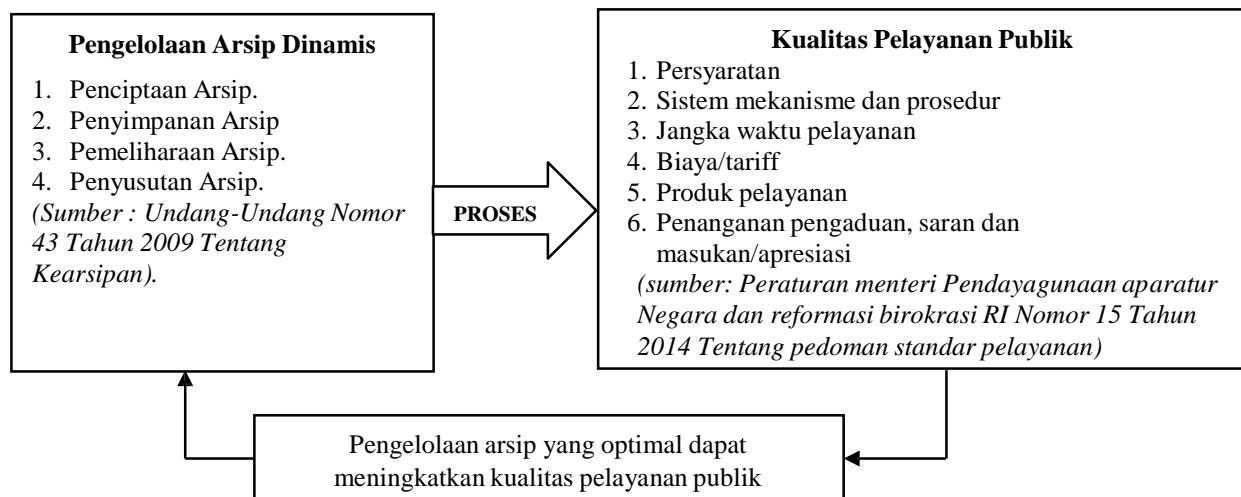 Pengelolaan Arsip Dinamis
1. Penciptaan Arsip.
2. Penyimpanan Arsip
3. Pemeliharaan Arsip.
4. Penyusutan Arsip.
(Sumber : Undang-Undang Nomor
43 Tahun 2009 Tentang
Kearsipan).
PROSES
Kualitas Pelayanan Publik
1. Persyaratan
2. Sistem mekanisme dan prosedur
3. Jangka waktu pelayanan
4. Biaya/tariff
5. Produk pelayanan
6. Penanganan pengaduan, saran dan
masukan/apresiasi
(sumber: Peraturan menteri Pendayagunaan aparatur
Negara dan reformasi birokrasi RI Nomor 15 Tahun
2014 Tentang pedoman standar pelayanan)
Pengelolaan arsip yang optimal dapat
meningkatkan kualitas pelayanan publik